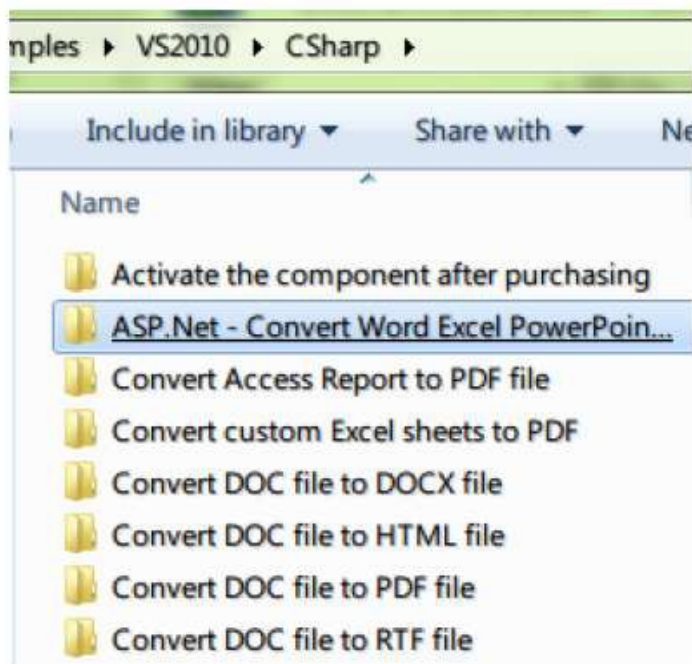 mples ▸ VS2010 ▸ CSharp ▸
Include in library ▾ Share with ▾ Ne
Name
Activate the component after purchasing
ASP.Net - Convert Word Excel PowerPoin...
Convert Access Report to PDF file
Convert custom Excel sheets to PDF
Convert DOC file to DOCX file
Convert DOC file to HTML file
Convert DOC file to PDF file
Convert DOC file to RTF file